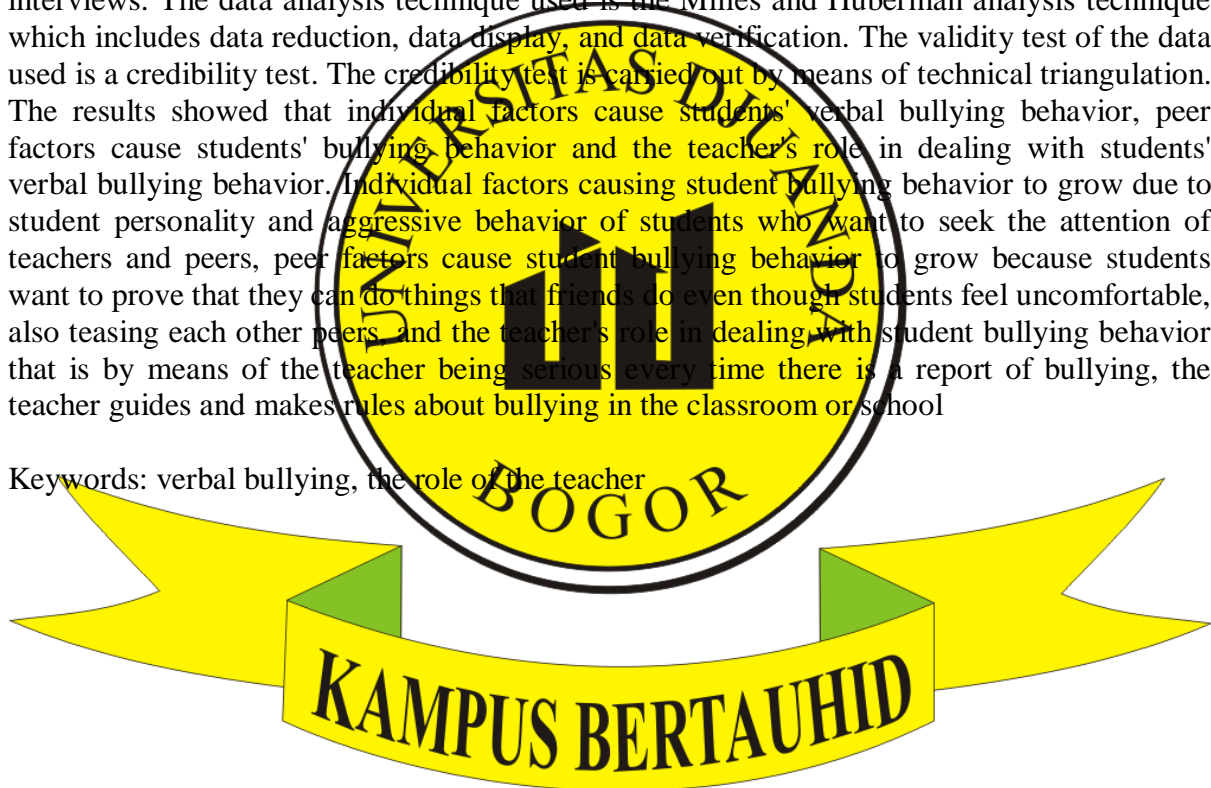 interviews. The data analysis technique used is the Miles and Huberman analysis technique
which includes data reduction, data display, and data verification. The validity test of the data
used is a credibility test. The credibility test is carried out by means of technical triangulation.
The results showed that individual factors cause students' verbal bullying behavior, peer
factors cause students' bullying behavior and the teacher's role in dealing with students'
verbal bullying behavior. Individual factors causing student bullying behavior to grow due to
student personality and aggressive behavior of students who want to seek the attention of
teachers and peers, peer factors cause student bullying behavior to grow because students
want to prove that they can do things that friends do even though students feel uncomfortable,
also teasing each other peers, and the teacher's role in dealing with student bullying behavior
that is by means of the teacher being serious every time there is a report of bullying, the
teacher guides and makes rules about bullying in the classroom or school
Keywords: verbal bullying, the role of the teacher
UNIVERSITAS DJUANDA
BOGOR
KAMPUS BERTAUHID